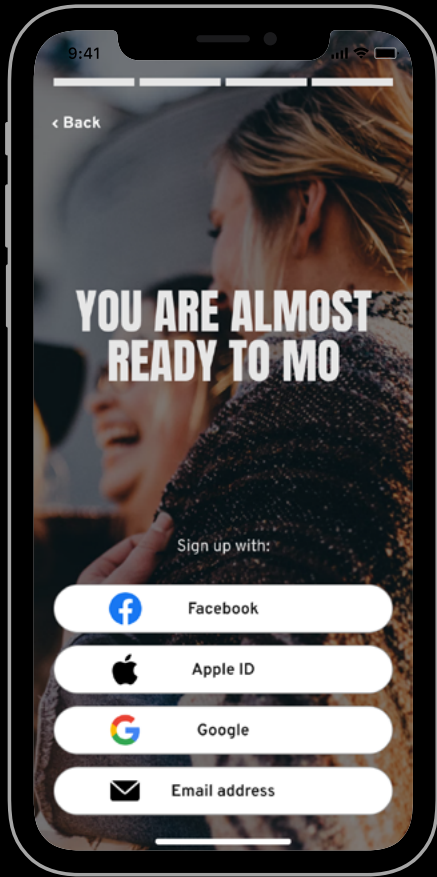 9:41
‹ Back
YOU ARE ALMOST
READY TO MO
Sign up with:
Facebook
Apple ID
Google
Email address